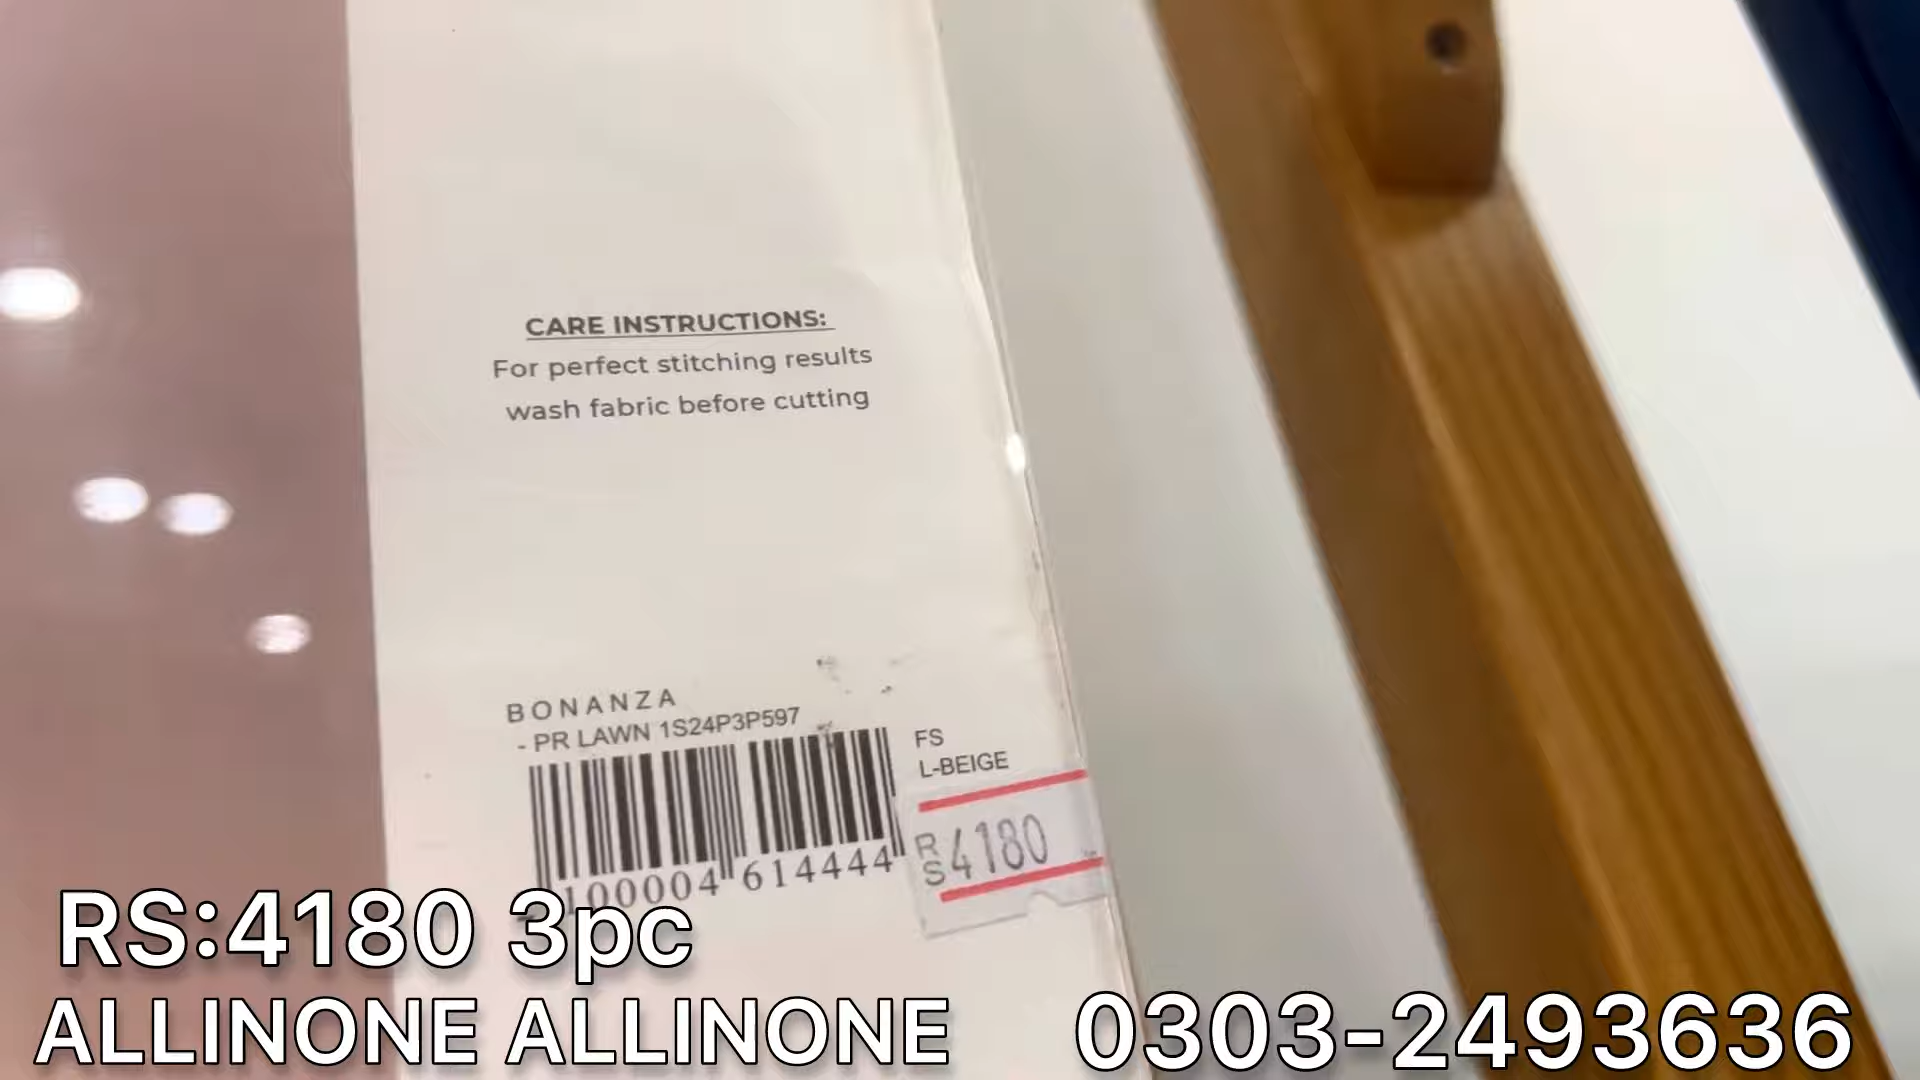 CARE INSTRUCTIONS:
For perfect stitching results
wash fabric before cutting
BONANZA
- PR LAWN 1S24P3P597
FS
L-BEIGE
100004 614444
RS 4180
RS:4180 3pc
ALLINONE ALLINONE
0303-2493636